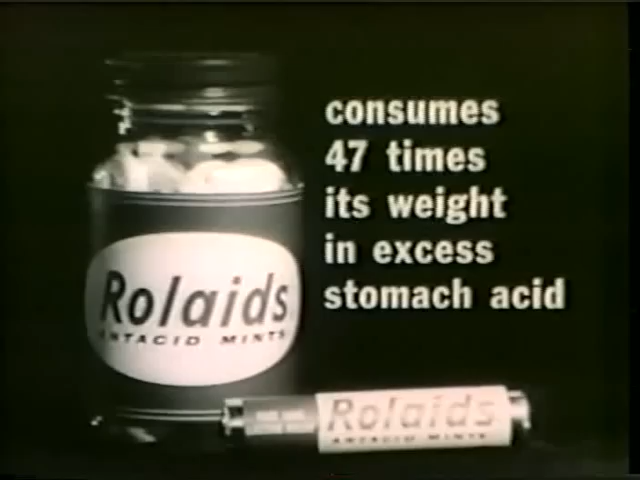 consumes
47 times
its weight
in excess
stomach acid
Rolaids
ANTACID MINTS
Rolaids
ANTACID MINTS